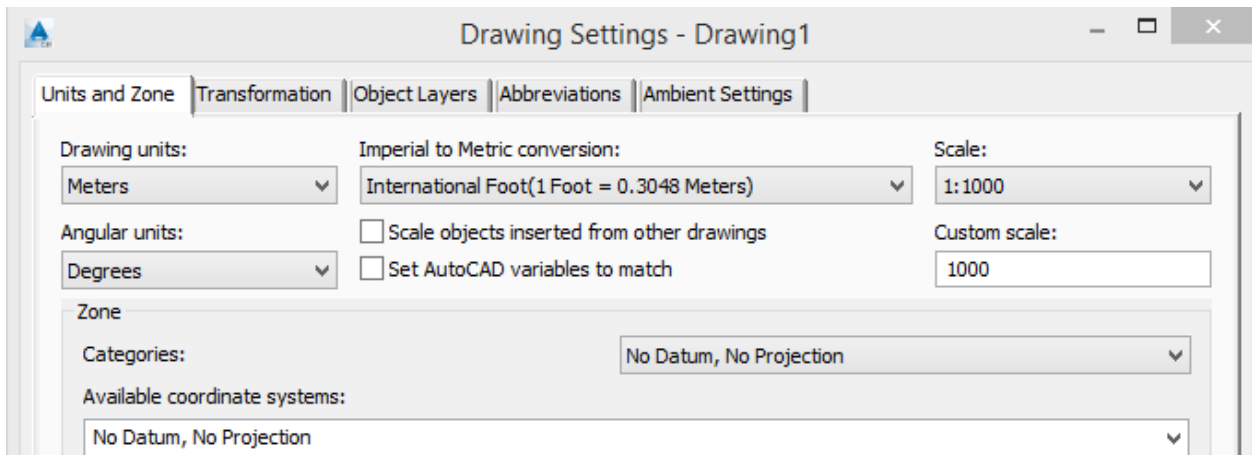 Drawing Settings - Drawing1
Units and Zone Transformation Object Layers Abbreviations Ambient Settings
Drawing units: Imperial to Metric conversion: Scale:
Meters International Foot(1 Foot = 0.3048 Meters) 1:1000
Angular units: Scale objects inserted from other drawings Custom scale:
Degrees Set AutoCAD variables to match 1000
Zone
Categories: No Datum, No Projection
Available coordinate systems:
No Datum, No Projection